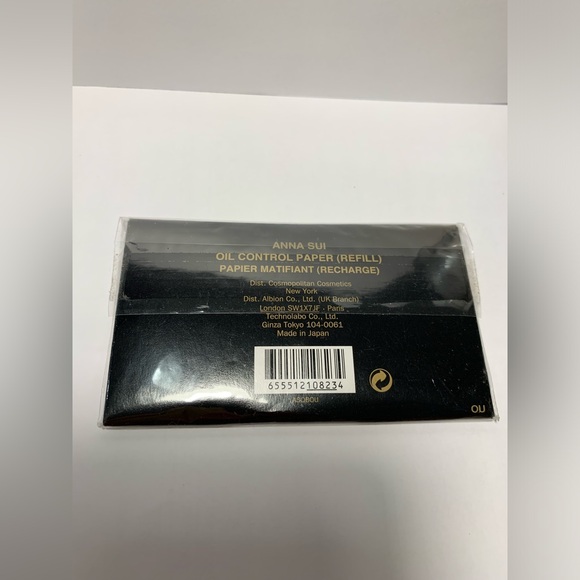 ANNA SUI
OIL CONTROL PAPER (REFILL)
PAPIER MATIFIANT (RECHARGE)
Dist. Cosmopolitan Cosmetics
New York
Dist. Albion Co., Ltd. (UK Branch)
London SW1X7JF - Paris
Technolabo Co., Ltd.
Ginza Tokyo 104-0061
Made in Japan
655512108234